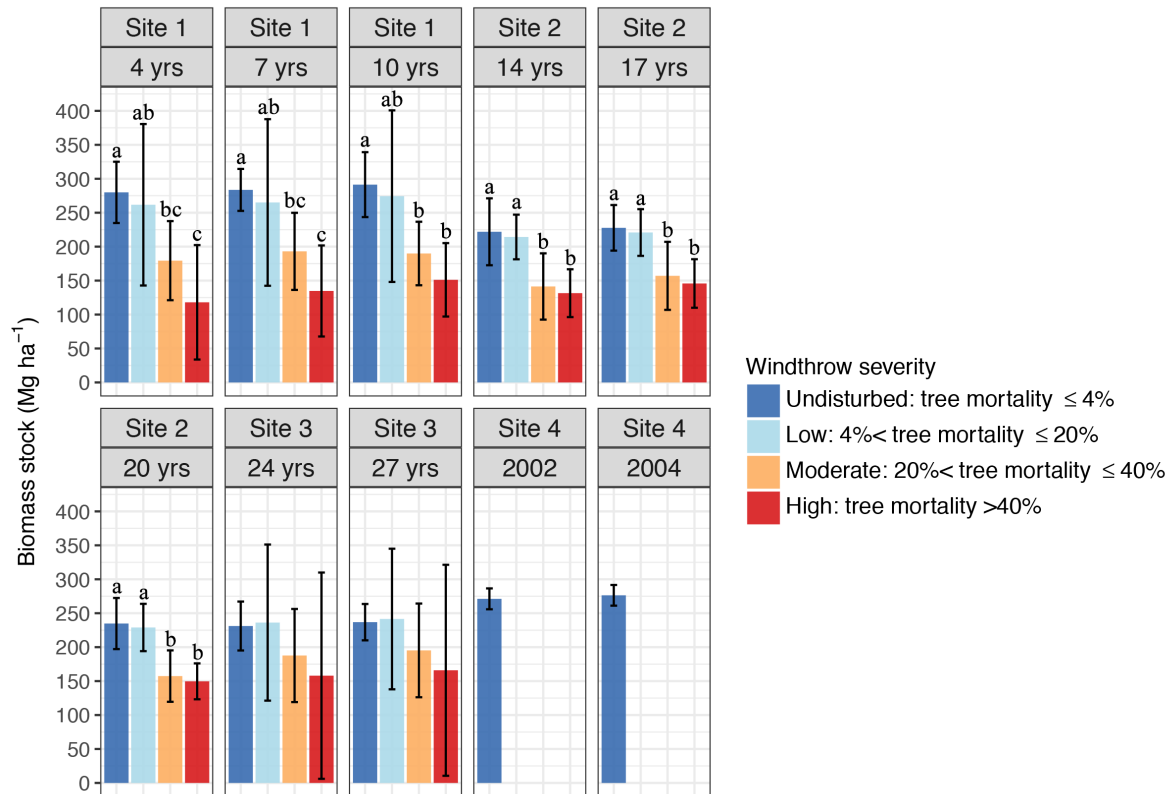 Site 1 Site 1 Site 1 Site 2 Site 2
4 yrs 7 yrs 10 yrs 14 yrs 17 yrs
400
350
300
250
200
150
100
50
0
a ab bc c
a ab bc c
a ab b b
a a b b
a a b b
Biomass stock (Mg ha⁻¹)
Site 2 Site 3 Site 3 Site 4 Site 4
20 yrs 24 yrs 27 yrs 2002 2004
400
350
300
250
200
150
100
50
0
a a b b
Windthrow severity
Undisturbed: tree mortality ≤ 4%
Low: 4%< tree mortality ≤ 20%
Moderate: 20%< tree mortality ≤ 40%
High: tree mortality >40%